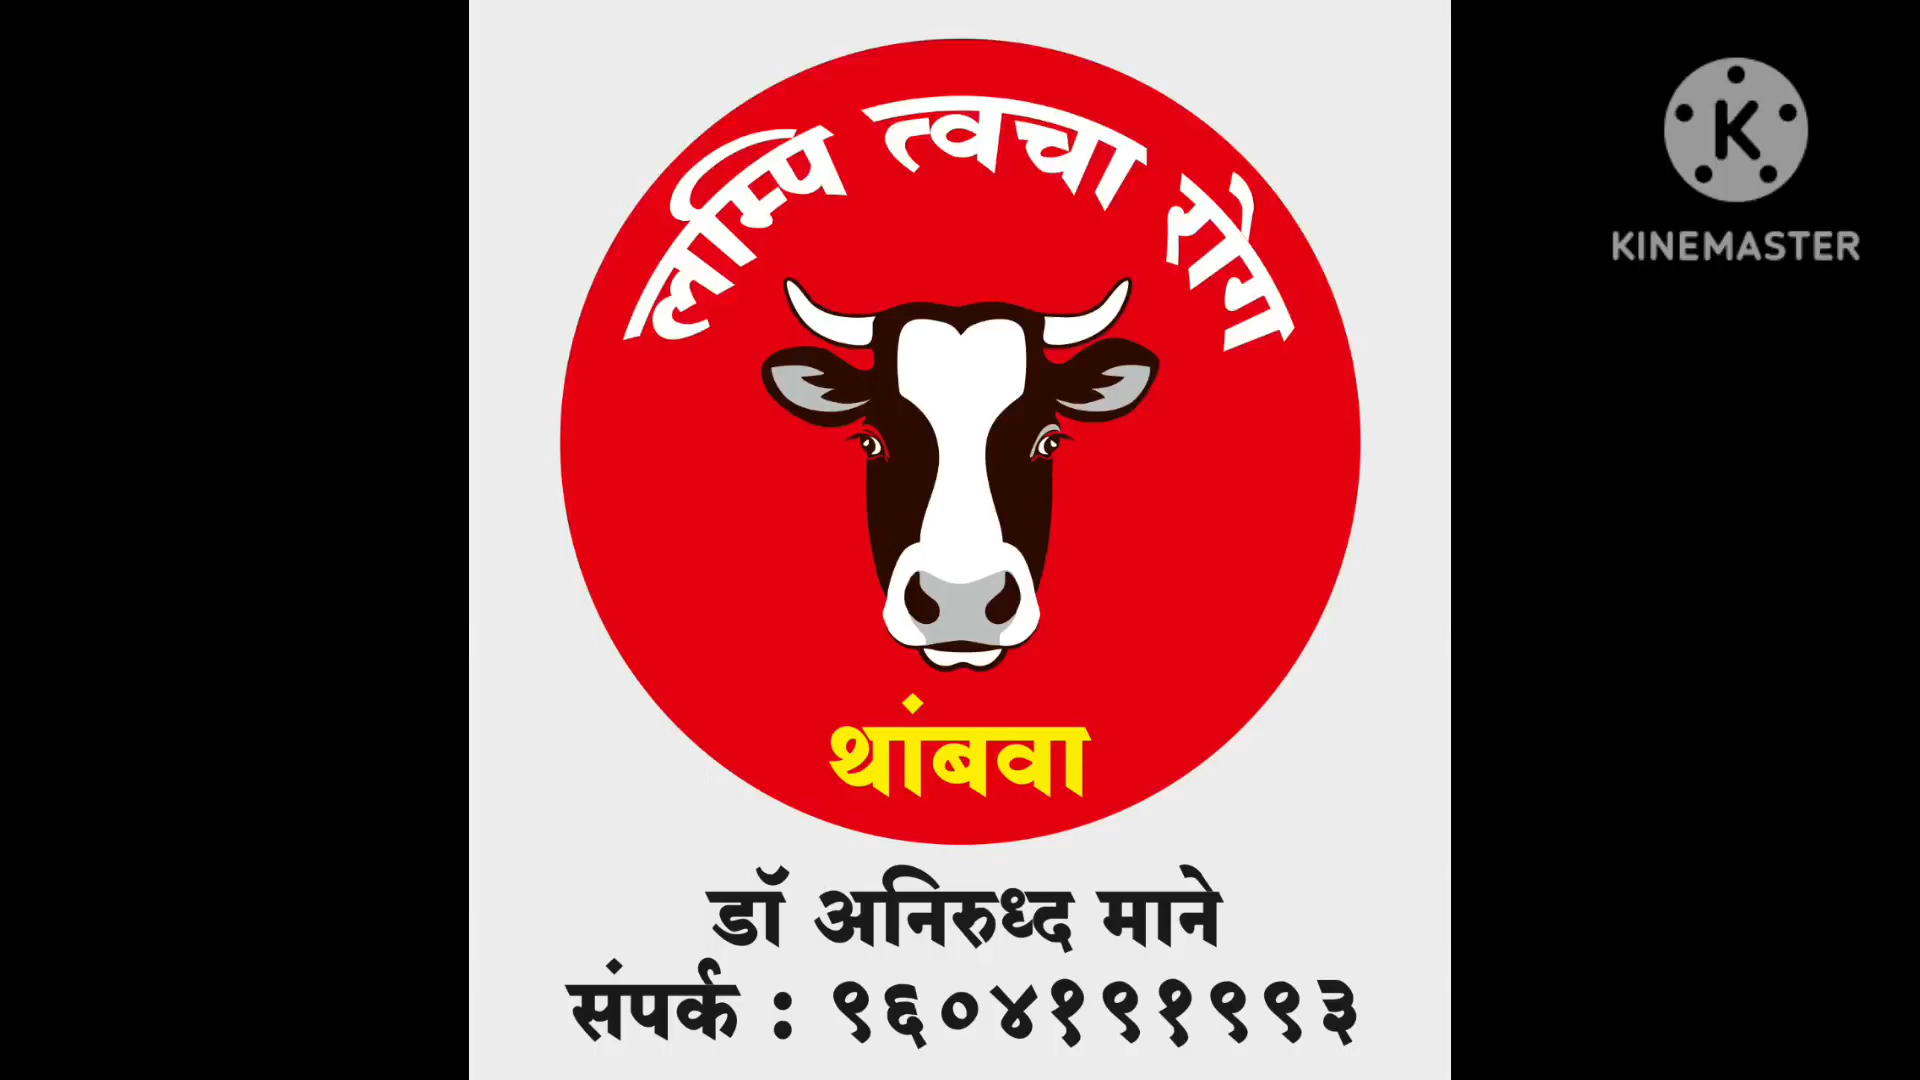 लम्पि त्वचा रोग
थांबवा
डॉ अनिरुध्द माने
संपर्क : ९६०४१९१९९३
K
KINEMASTER